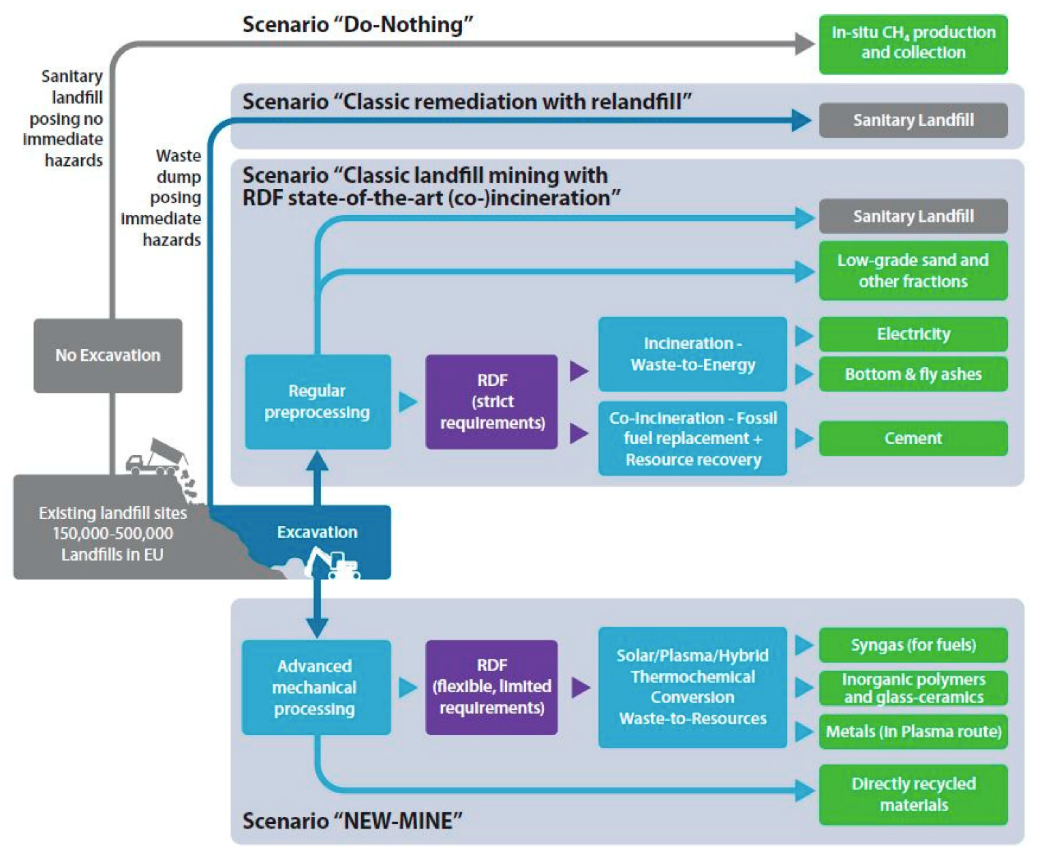 Scenario “Do-Nothing”
In-situ CH₄ production
and collection
Sanitary
landfill
posing no
immediate
hazards
Scenario “Classic remediation with relandfill”
Sanitary Landfill
Waste
dump
posing
immediate
hazards
Scenario “Classic landfill mining with
RDF state-of-the-art (co-)incineration”
Sanitary Landfill
Low-grade sand and
other fractions
No Excavation
Regular
preprocessing
RDF
(strict
requirements)
Incineration -
Waste-to-Energy
Electricity
Bottom & fly ashes
Co-incineration - Fossil
fuel replacement +
Resource recovery
Cement
Existing landfill sites
150,000-500,000
Landfills in EU
Excavation
Advanced
mechanical
processing
RDF
(flexible, limited
requirements)
Solar/Plasma/Hybrid
Thermochemical
Conversion
Waste-to-Resources
Syngas (for fuels)
Inorganic polymers
and glass-ceramics
Metals (in Plasma route)
Directly recycled
materials
Scenario “NEW-MINE”